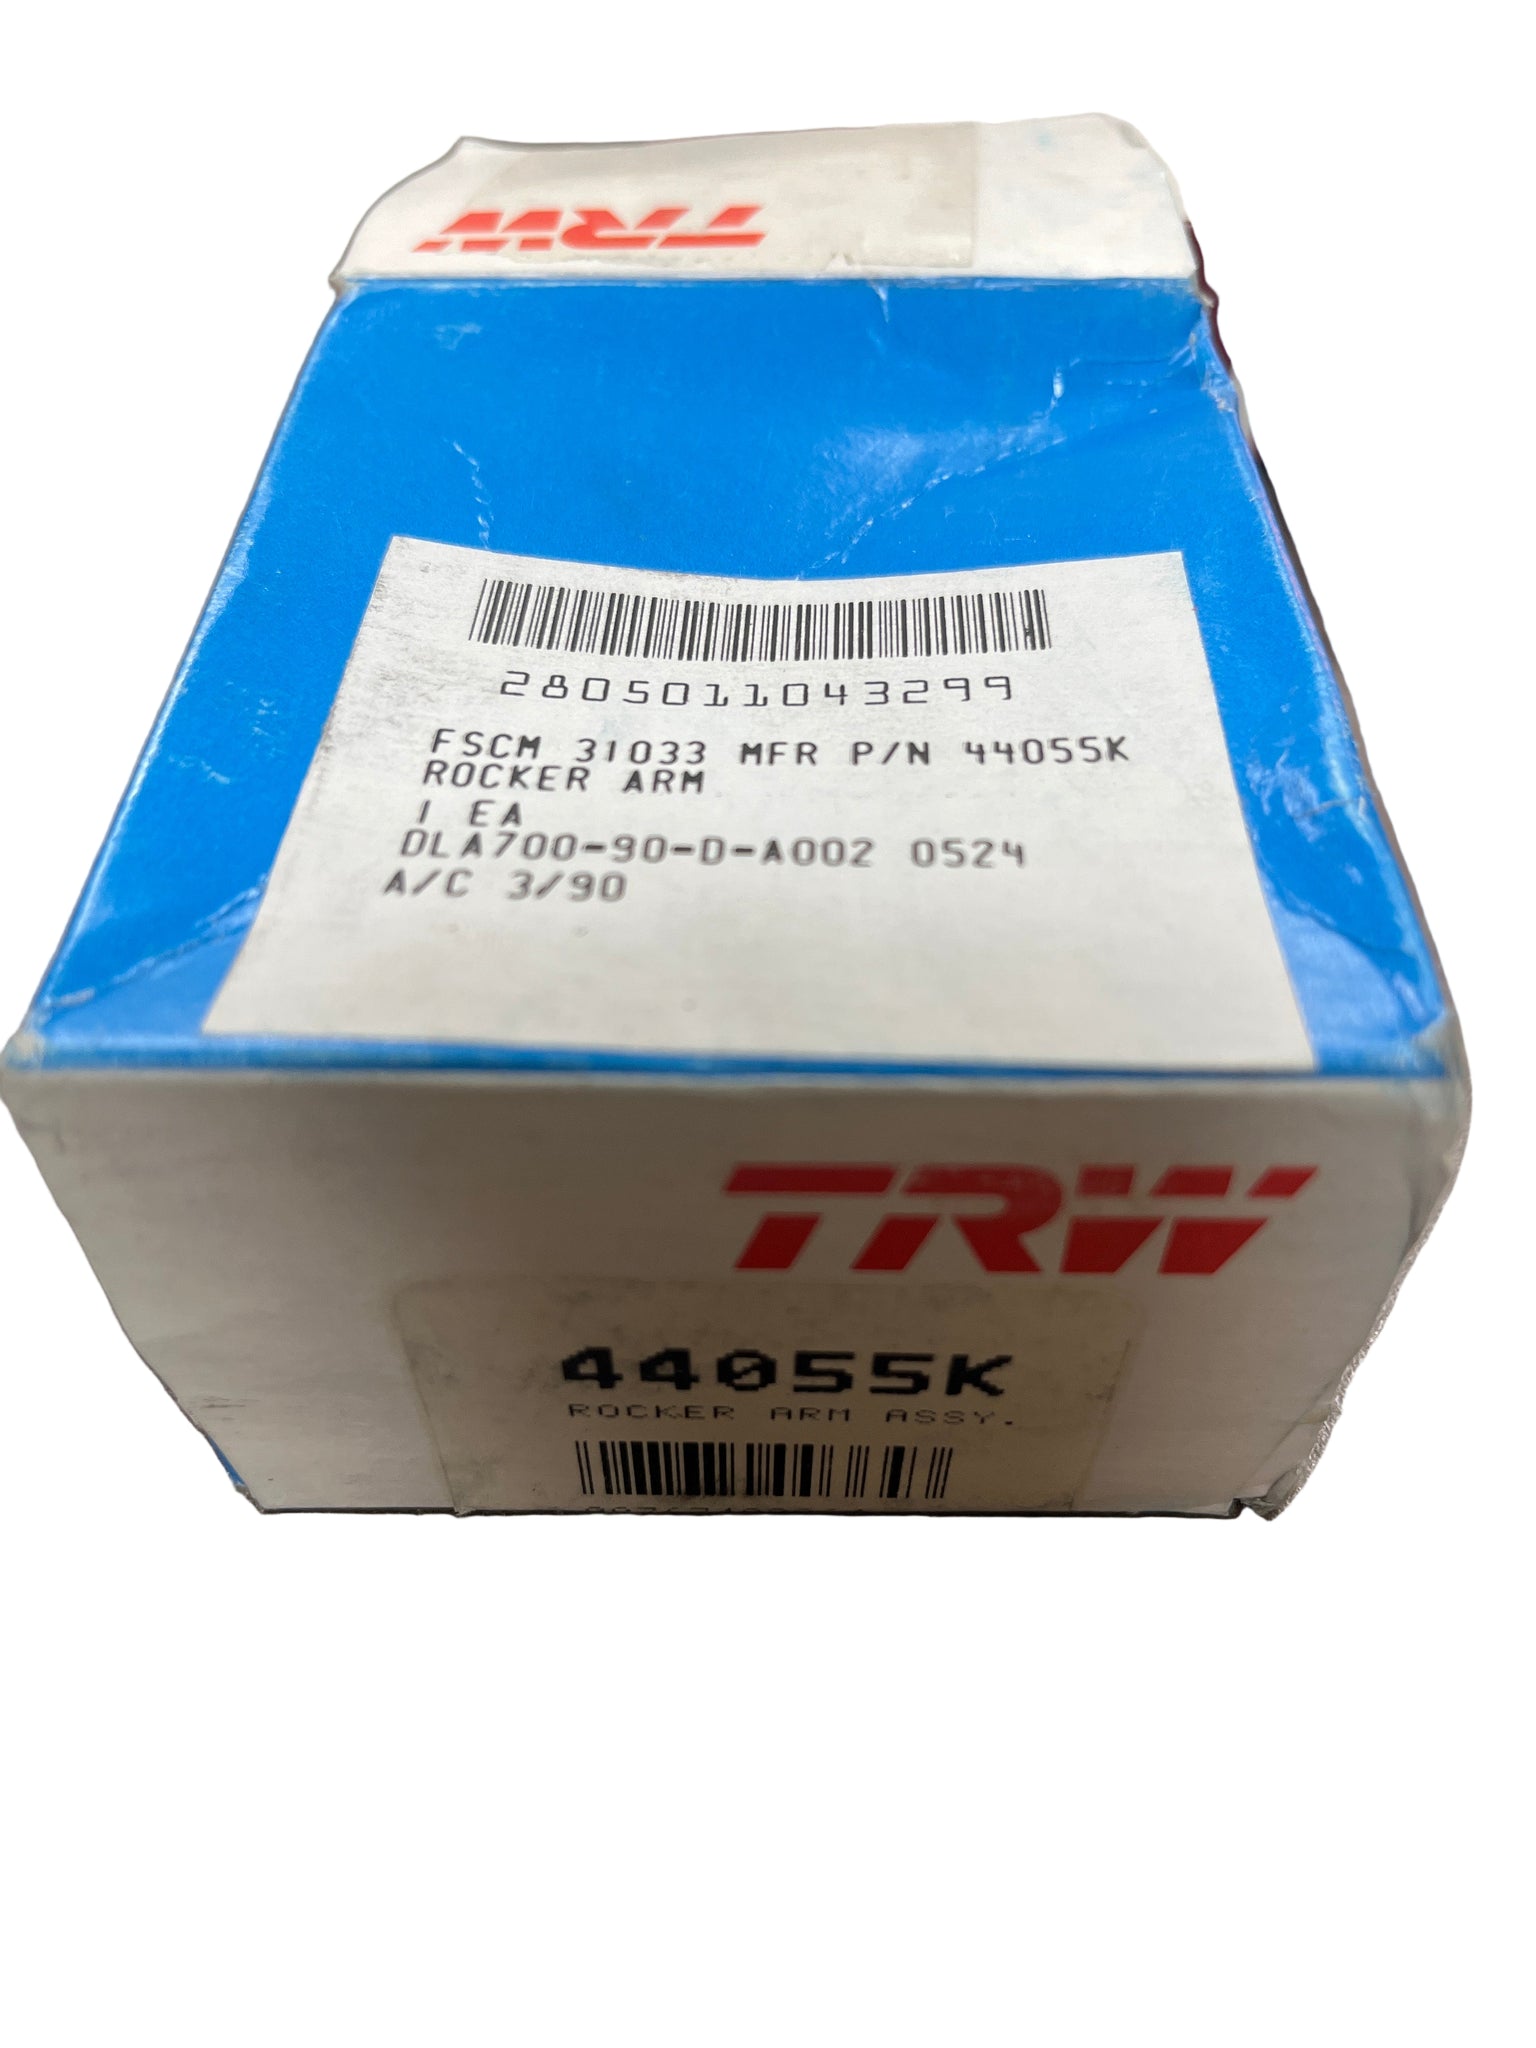 TRW
2805011043299
FSCM 31033 MFR P/N 44055K
ROCKER ARM
1 EA
DLA700-90-D-A002 0524
A/C 3/90
TRW
44055K
ROCKER ARM ASSY.